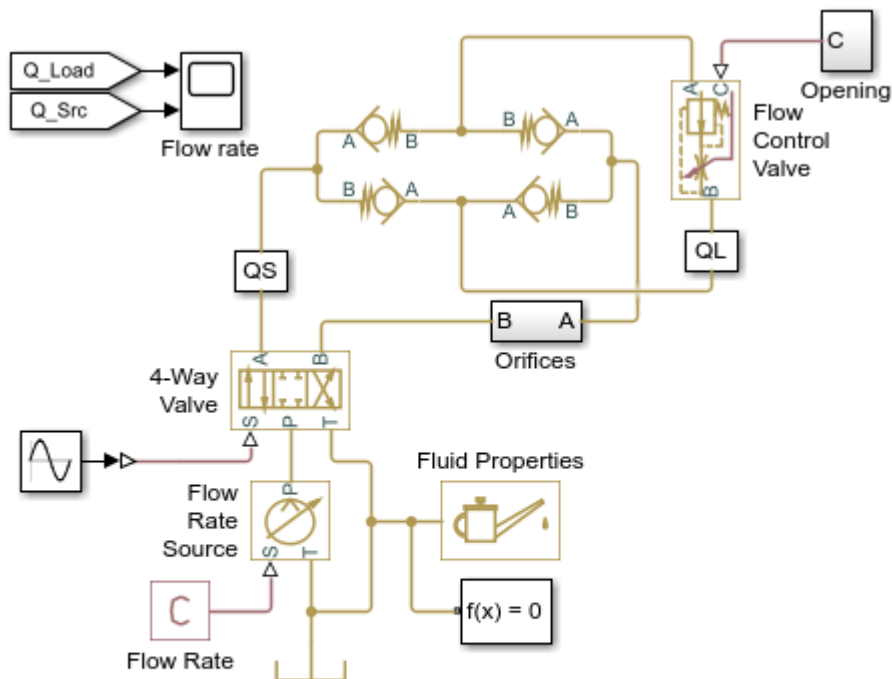 Q_Load
Q_Src
Flow rate
A
B
B
A
B
A
A
B
A
C
B
C
Opening
Flow
Control
Valve
QS
QL
B
A
Orifices
A
B
4-Way
Valve
S
P
T
Fluid Properties
Flow
Rate
Source
P
S
T
C
Flow Rate
f(x) = 0